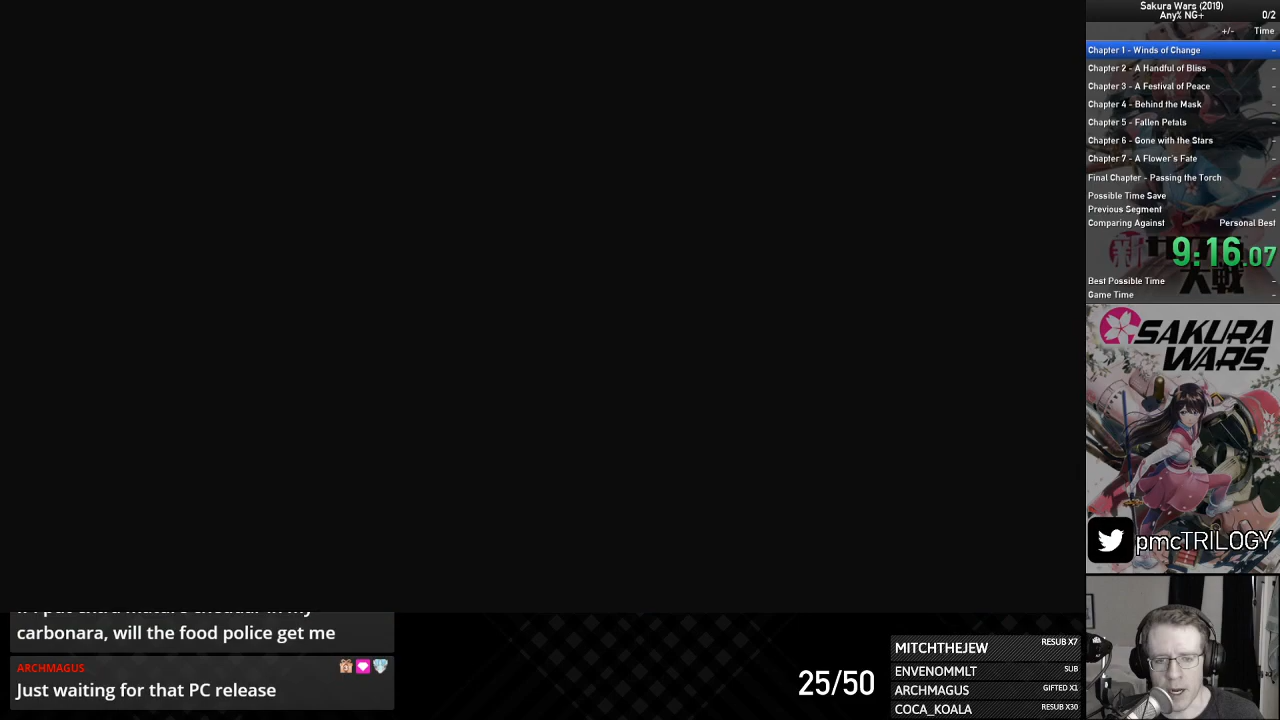 Sakura Wars (2019)
Any% NG+ 0/2
+/- Time
Chapter 1 - Winds of Change -
Chapter 2 - A Handful of Bliss -
Chapter 3 - A Festival of Peace -
Chapter 4 - Behind the Mask -
Chapter 5 - Fallen Petals -
Chapter 6 - Gone with the Stars -
Chapter 7 - A Flower's Fate -
Final Chapter - Passing the Torch -
Possible Time Save -
Previous Segment -
Comparing Against Personal Best
9:16.07
Best Possible Time -
Game Time -
SAKURA
WARS
pmcTRILOGY
carbonara, will the food police get me
ARCHMAGUS
Just waiting for that PC release
25/50
MITCHTHEJEW RESUB X7
ENVENOMMLT SUB
ARCHMAGUS GIFTED X1
COCA_KOALA RESUB X30